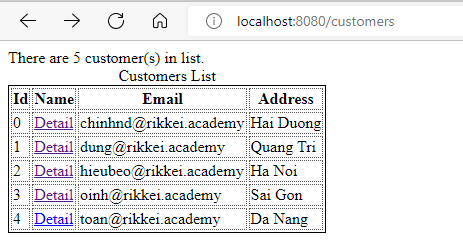 localhost:8080/customers
There are 5 customer(s) in list.
Customers List
Id Name Email Address
0 Detail chinhnd@rikkei.academy Hai Duong
1 Detail dung@rikkei.academy Quang Tri
2 Detail hieubeo@rikkei.academy Ha Noi
3 Detail oinh@rikkei.academy Sai Gon
4 Detail toan@rikkei.academy Da Nang